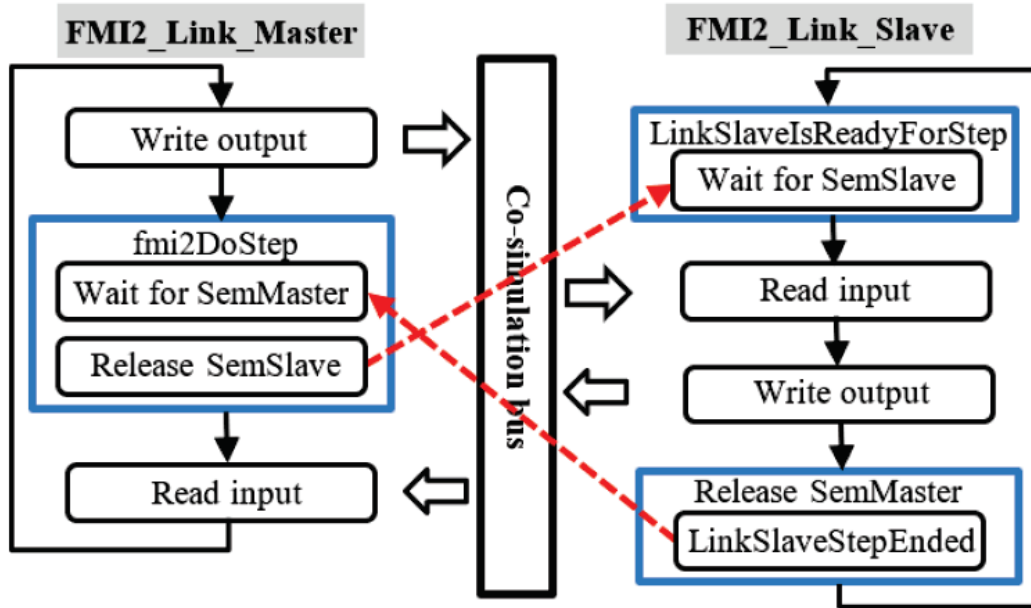 FMI2_Link_Master
Write output
fmi2DoStep
Wait for SemMaster
Release SemSlave
Read input
Co-simulation bus
FMI2_Link_Slave
LinkSlaveIsReadyForStep
Wait for SemSlave
Read input
Write output
Release SemMaster
LinkSlaveStepEnded